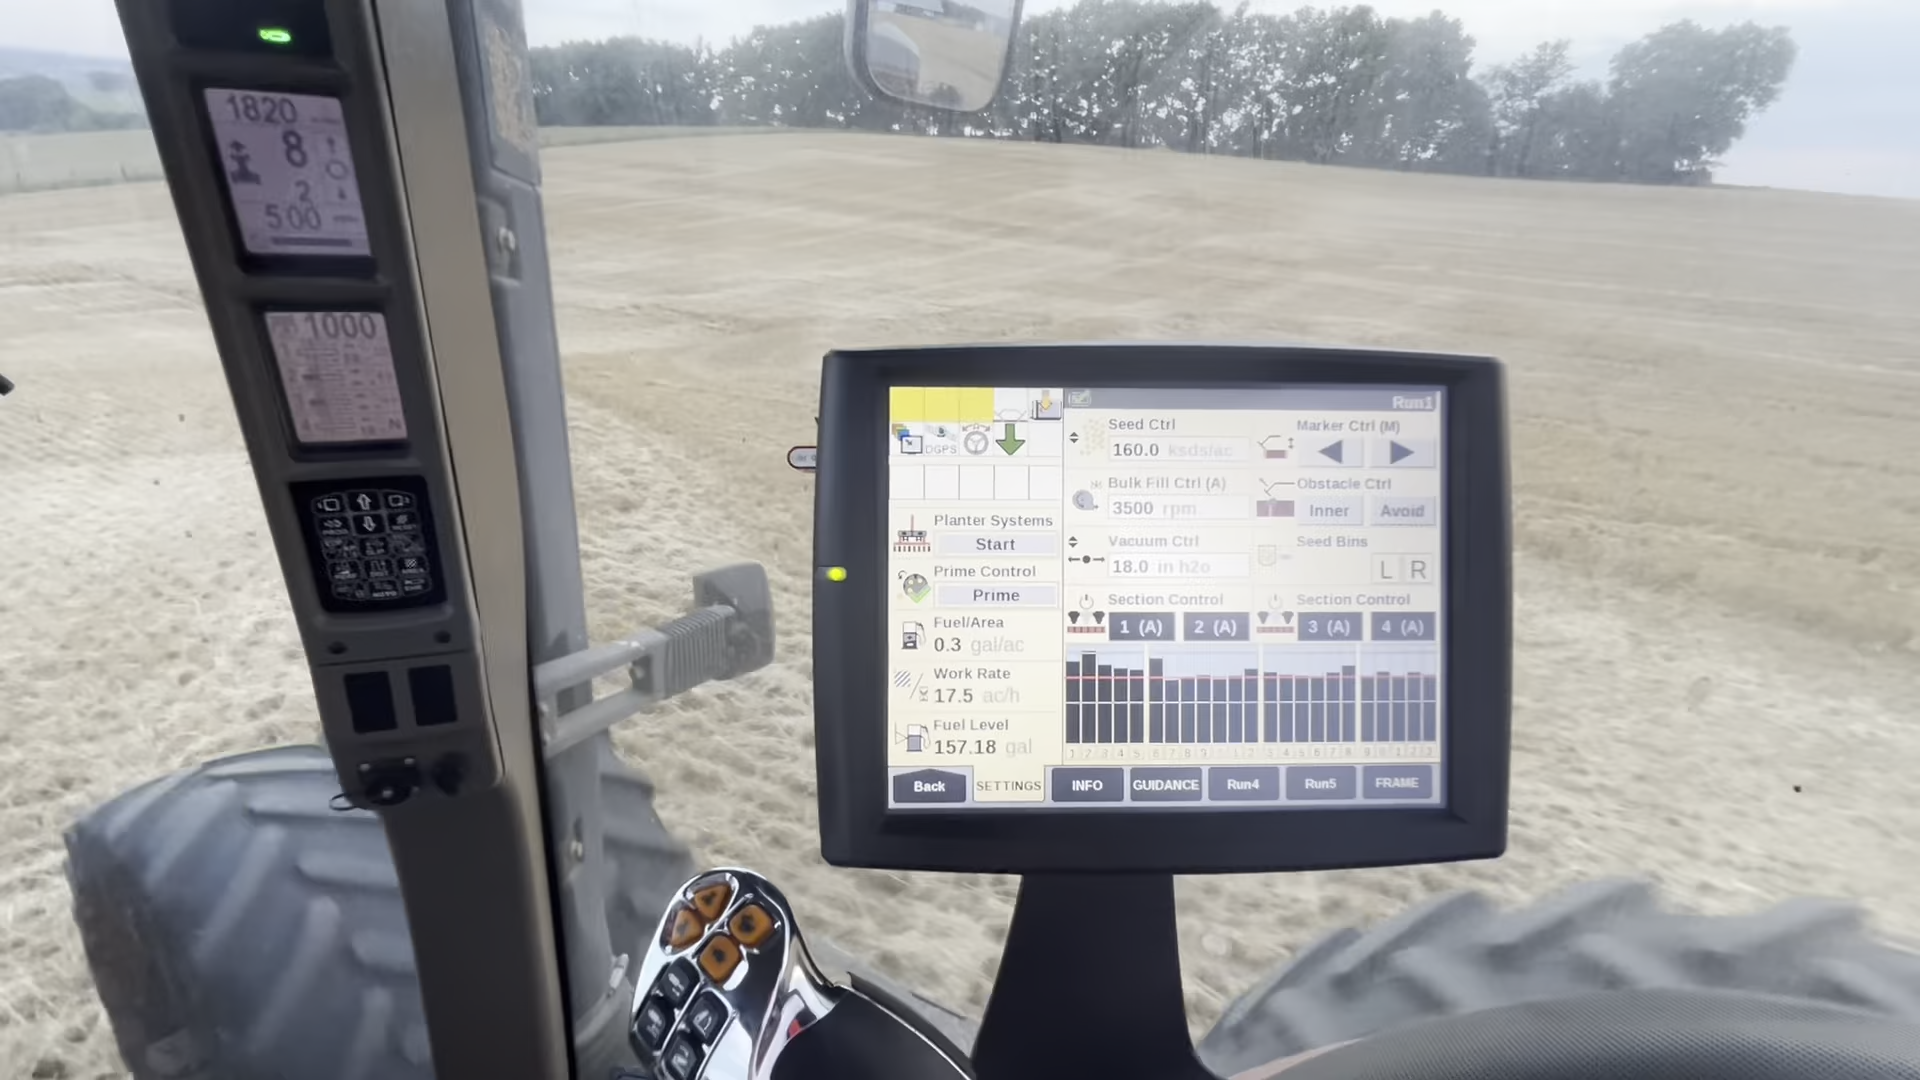 1820
8
2
500
1000
N
Run1
DGPS
Seed Ctrl
160.0 ksds/ac
Marker Ctrl (M)
Bulk Fill Ctrl (A)
3500 rpm
Obstacle Ctrl
Inner Avoid
Planter Systems
Start
Vacuum Ctrl
18.0 in h2o
Seed Bins
L R
Prime Control
Prime
Section Control
1 (A) 2 (A)
Section Control
3 (A) 4 (A)
Fuel/Area
0.3 gal/ac
Work Rate
17.5 ac/h
Fuel Level
157.18 gal
Back SETTINGS INFO GUIDANCE Run4 Run5 FRAME